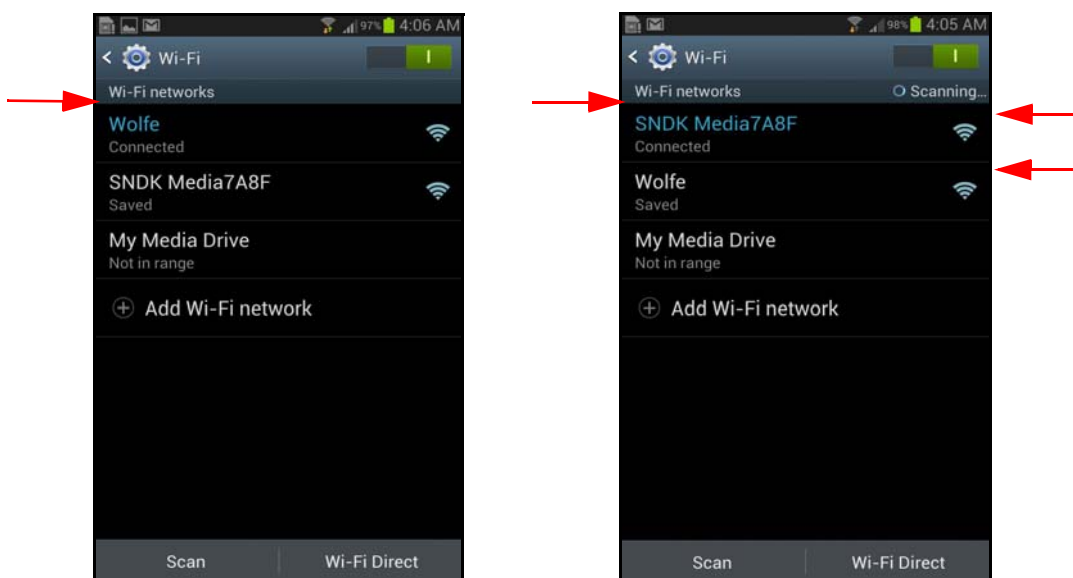 97% 4:06 AM
Wi-Fi
Wi-Fi networks
Wolfe
Connected
SNDK Media7A8F
Saved
My Media Drive
Not in range
Add Wi-Fi network
Scan Wi-Fi Direct
98% 4:05 AM
Wi-Fi
Wi-Fi networks Scanning...
SNDK Media7A8F
Connected
Wolfe
Saved
My Media Drive
Not in range
Add Wi-Fi network
Scan Wi-Fi Direct